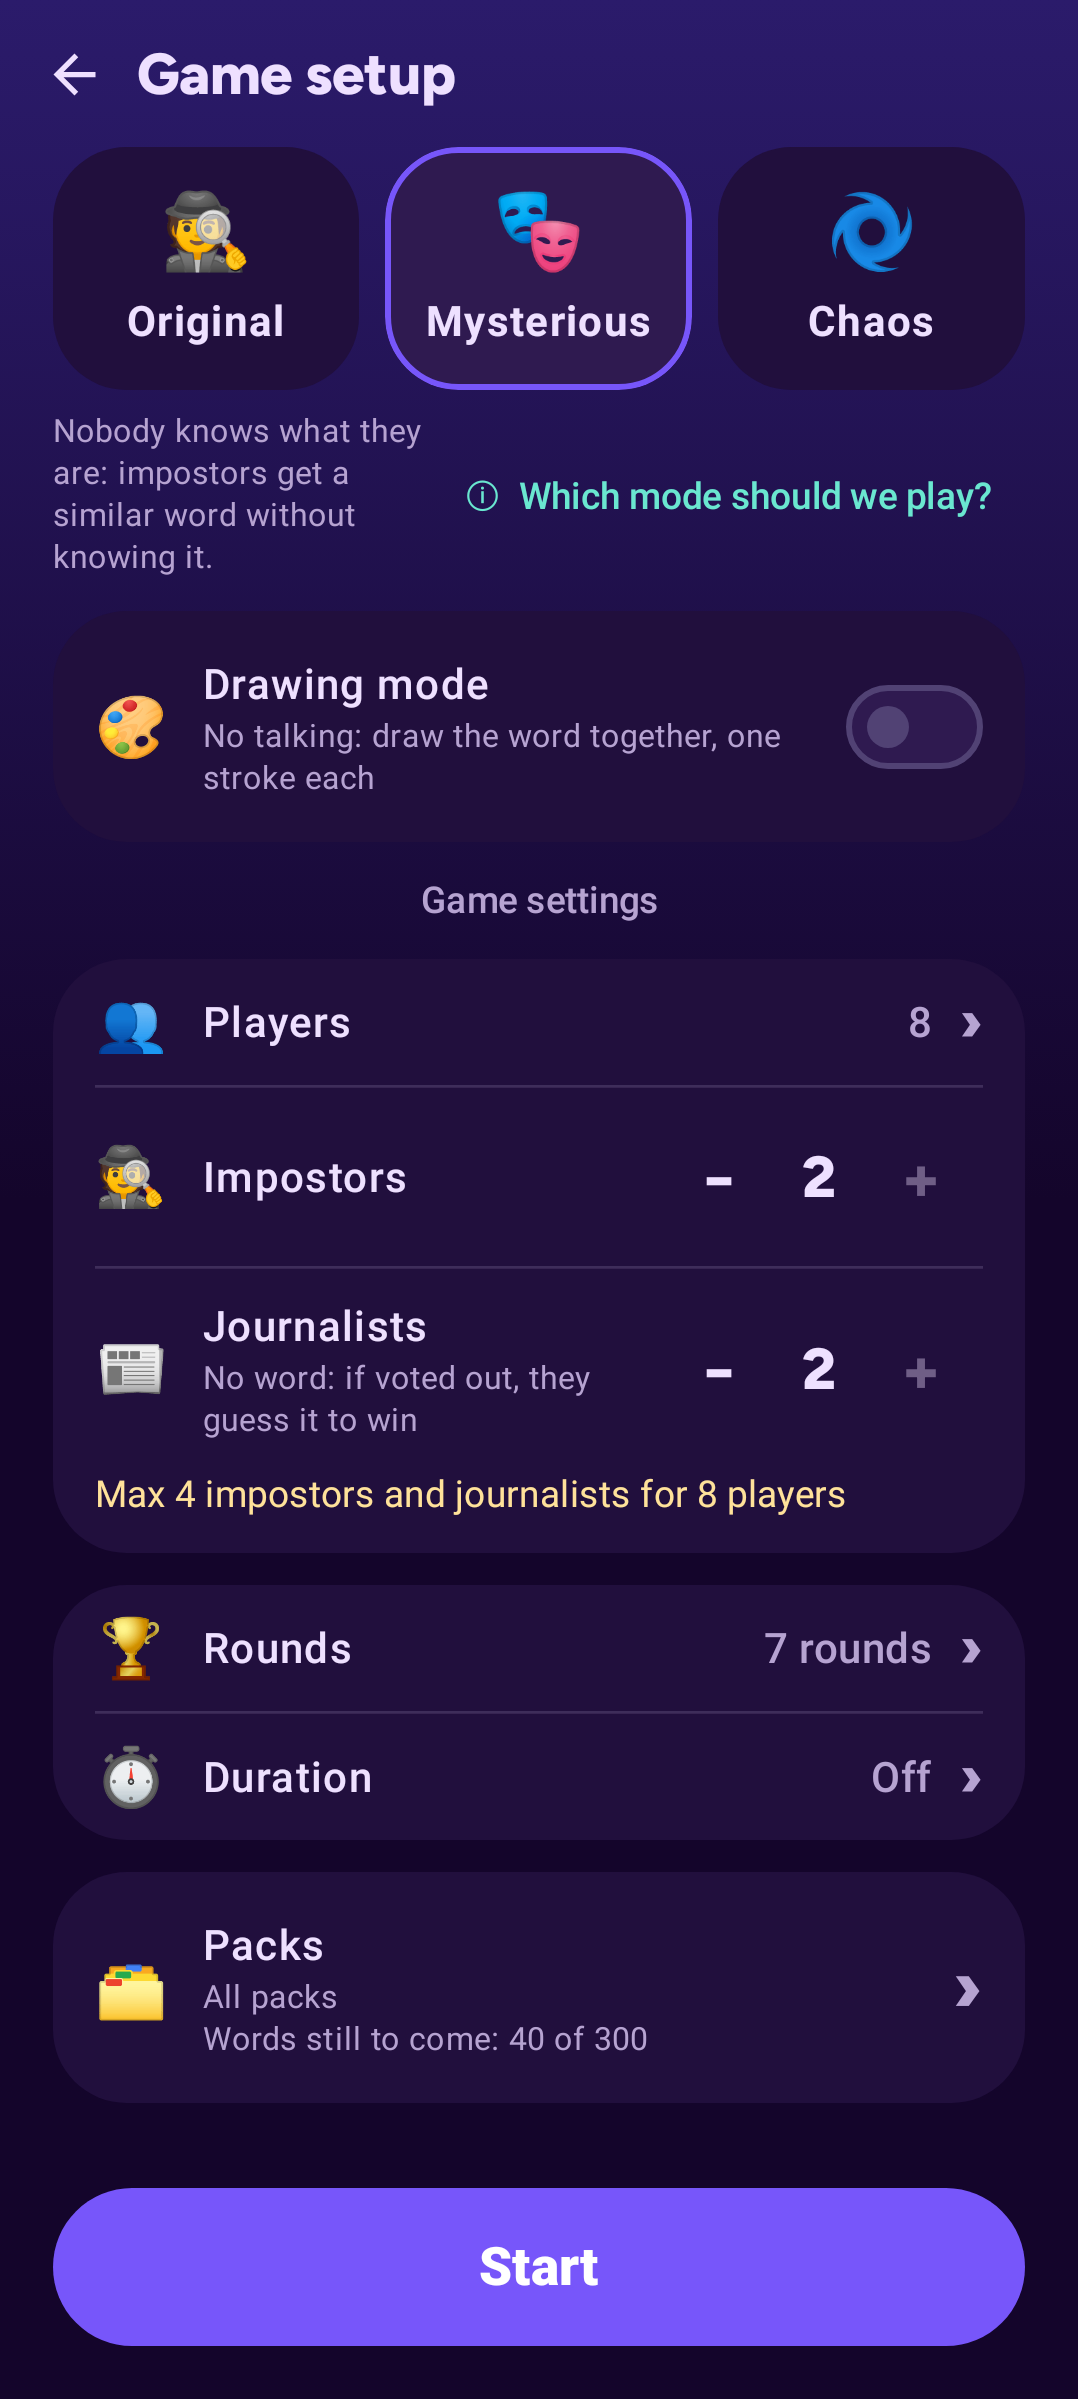 Game setup
Original
Mysterious
Chaos
Nobody knows what they
are: impostors get a
similar word without
knowing it.
Which mode should we play?
Drawing mode
No talking: draw the word together, one
stroke each
Game settings
Players
8
Impostors
- 2 +
Journalists
No word: if voted out, they
guess it to win
- 2 +
Max 4 impostors and journalists for 8 players
Rounds
7 rounds
Duration
Off
Packs
All packs
Words still to come: 40 of 300
Start